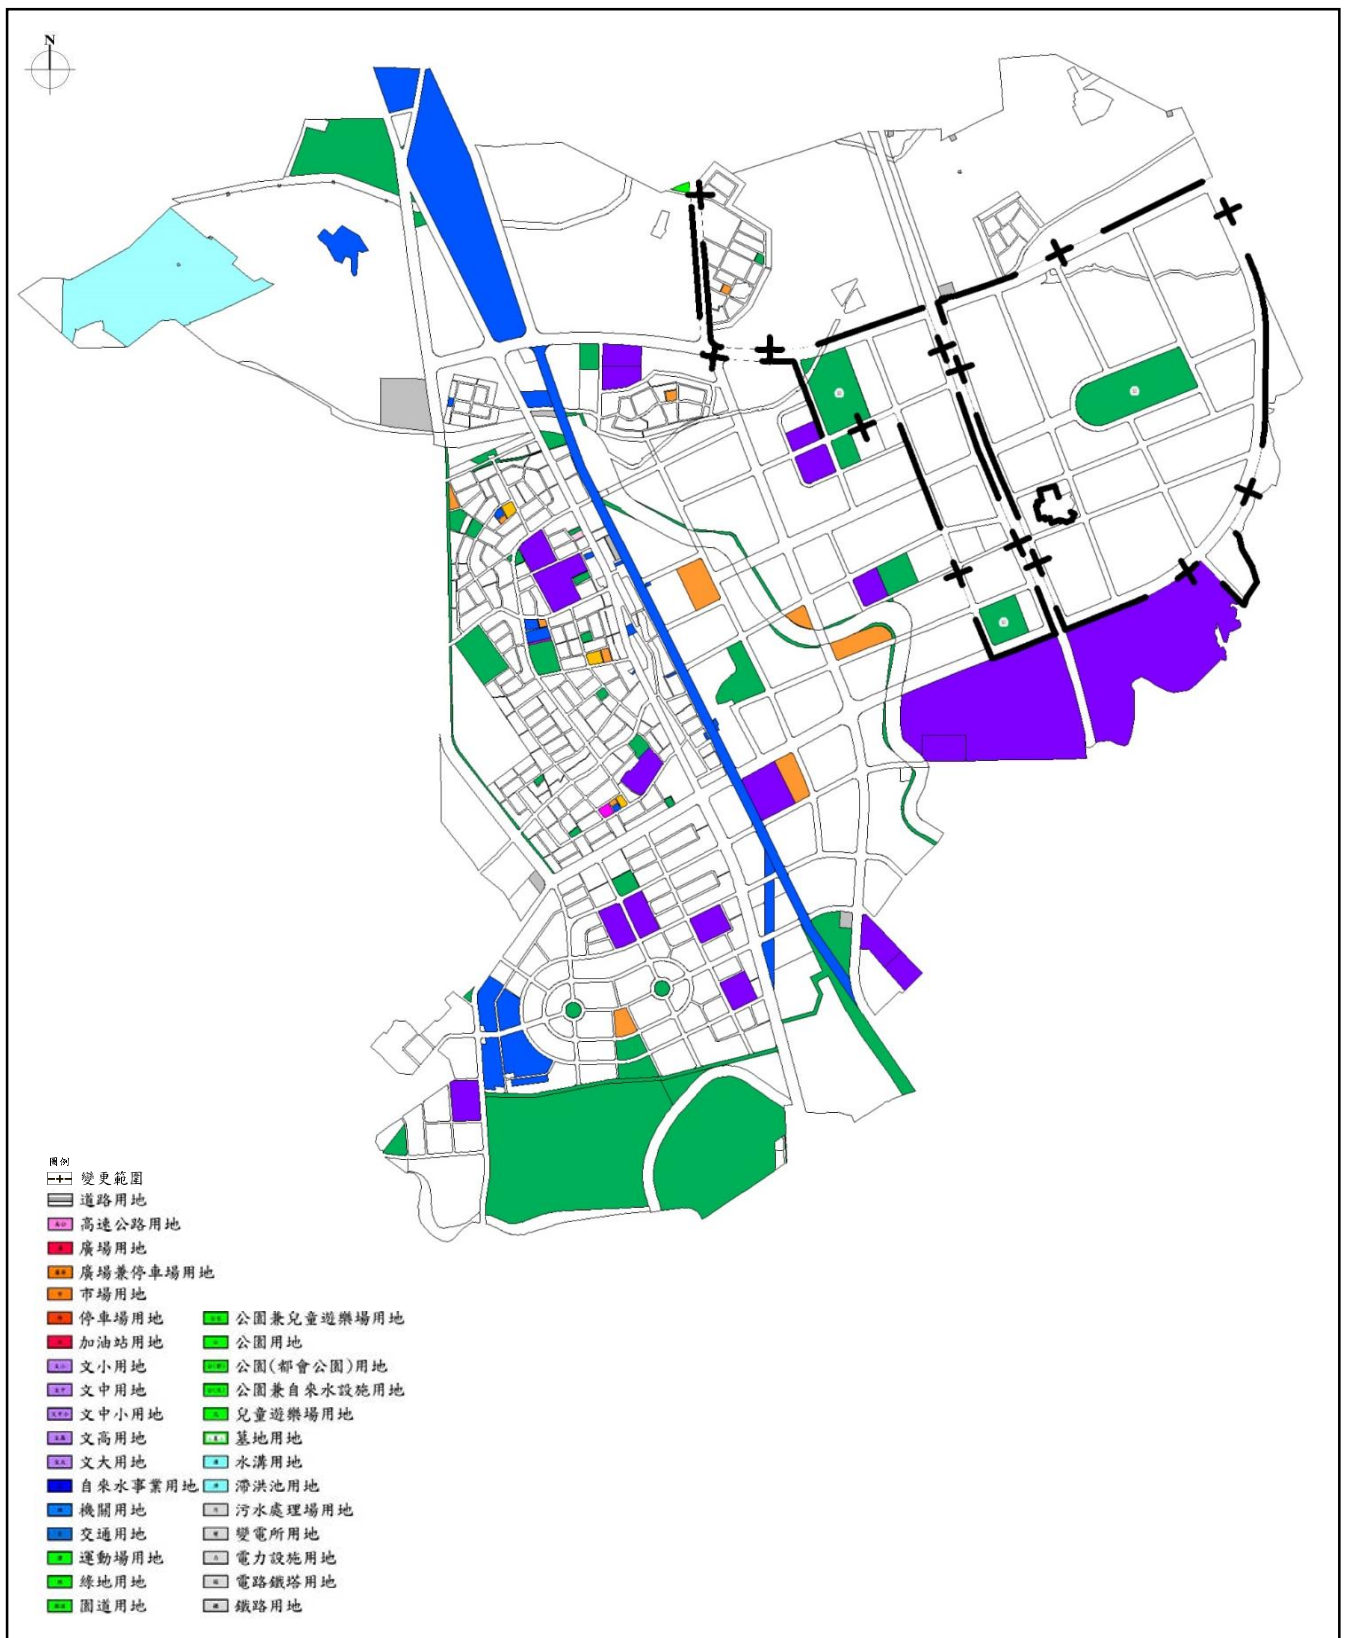 N
圖例
變更範圍
道路用地
高速公路用地
廣場用地
廣場兼停車場用地
市場用地
停車場用地
加油站用地
文小用地
文中用地
文中小用地
文高用地
文大用地
自來水事業用地
機關用地
交通用地
運動場用地
綠地用地
園道用地
公園兼兒童遊樂場用地
公園用地
公園(都會公園)用地
公園兼自來水設施用地
兒童遊樂場用地
墓地用地
水溝用地
滯洪池用地
污水處理場用地
變電所用地
電力設施用地
電路鐵塔用地
鐵路用地